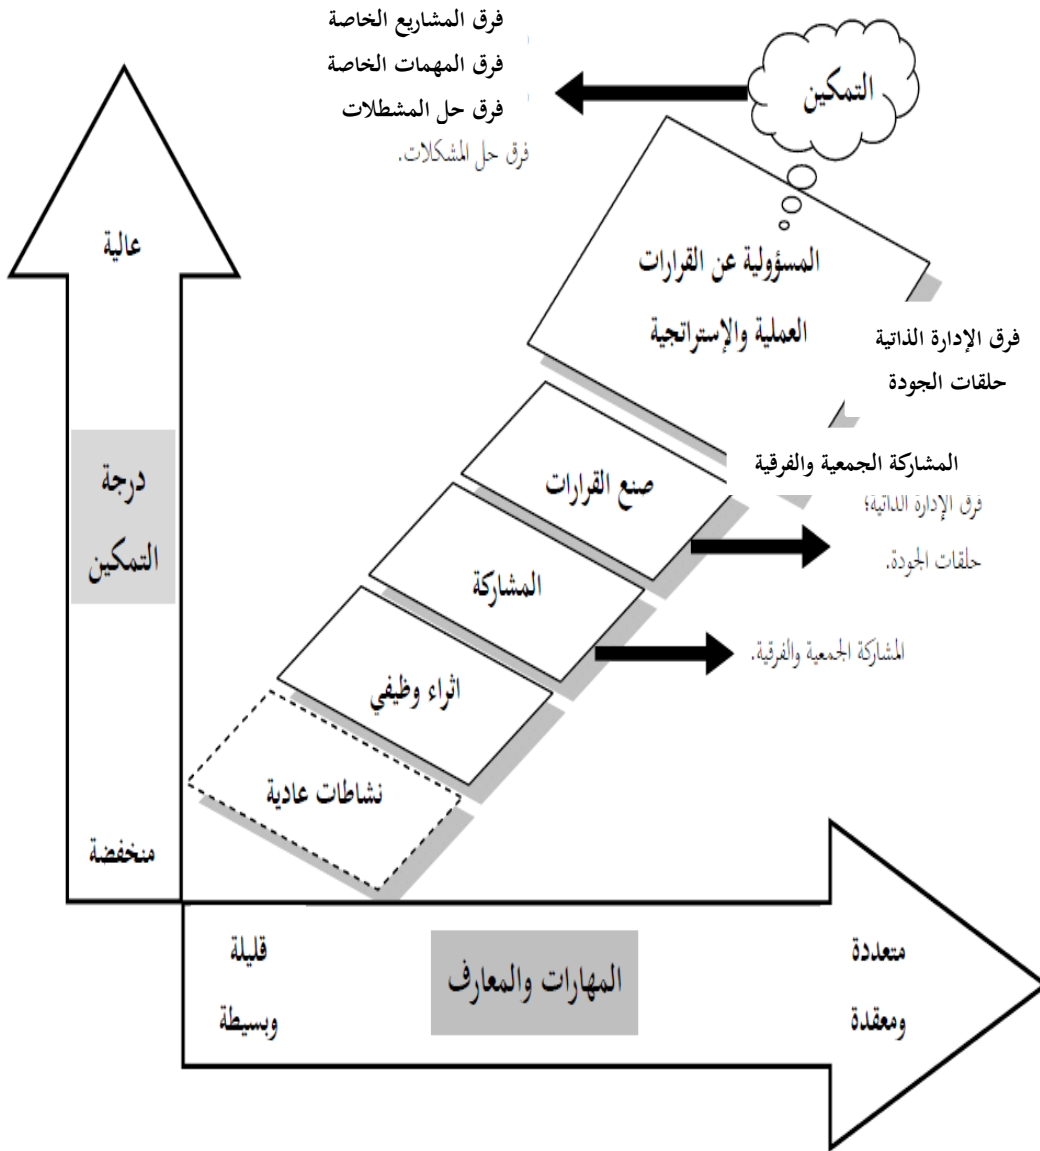 فرق المشاريع الخاصة
فرق المهمات الخاصة
فرق حل المشطلات
فرق حل المشكلات.
التمكين
عالية
المسؤولية عن القرارات
العملية والإستراتجية
فرق الإدارة الذاتية
حلقات الجودة
درجة
التمكين
صنع القرارات
المشاركة الجمعية والفرقية
فرق الإدارة الذاتية؛
حلقات الجودة.
المشاركة
المشاركة الجمعية والفرقية.
اثراء وظيفي
نشاطات عادية
منخفضة
قليلة
وبسيطة
المهارات والمعارف
متعددة
ومعقدة